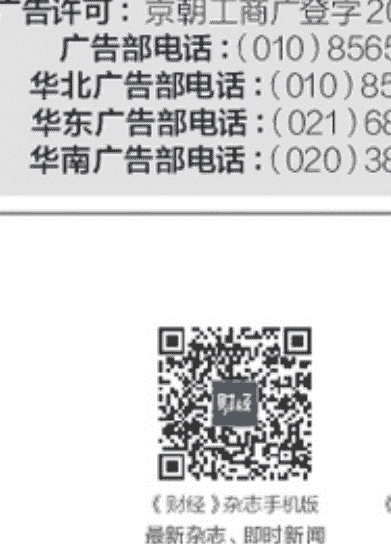 广告许可：京朝工商广登字20
广告部电话：(010)8565
华北广告部电话：(010)85
华东广告部电话：(021)68
华南广告部电话：(020)38
财经
《财经》杂志手机版
最新杂志、即时新闻